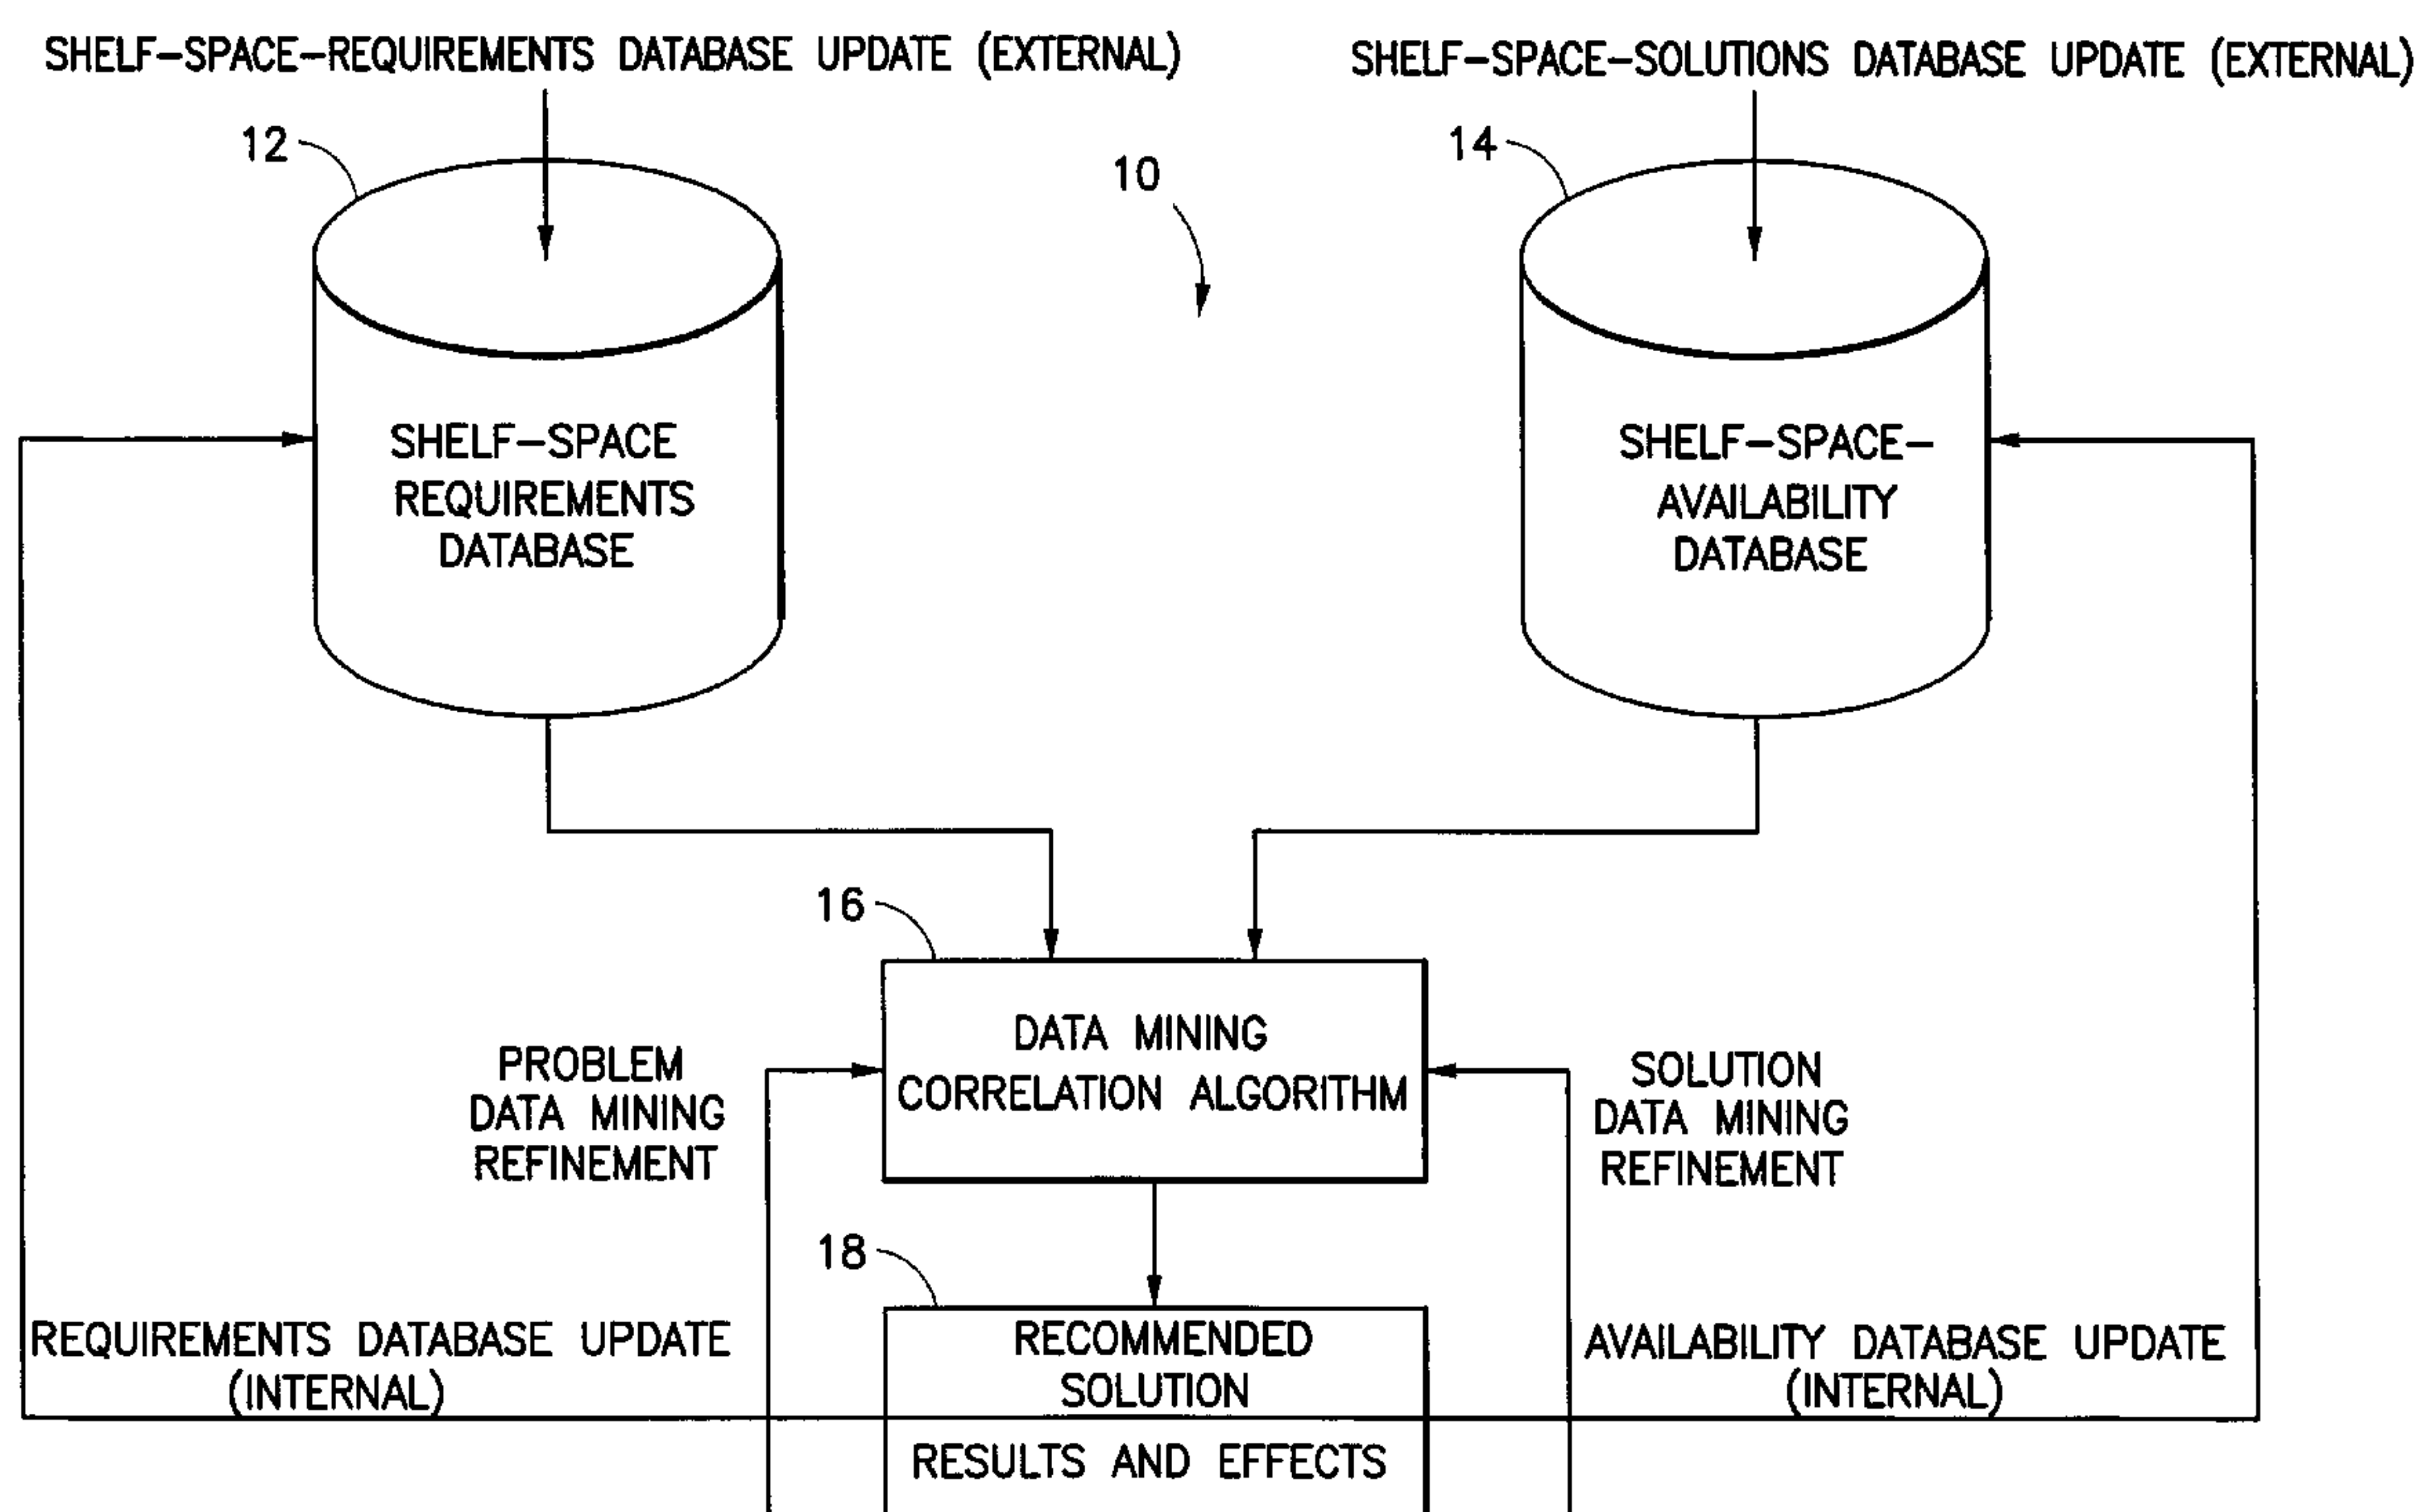 SHELF-SPACE-REQUIREMENTS DATABASE UPDATE (EXTERNAL)
SHELF-SPACE-SOLUTIONS DATABASE UPDATE (EXTERNAL)
12
10
14
SHELF-SPACE
REQUIREMENTS
DATABASE
SHELF-SPACE-
AVAILABILITY
DATABASE
16
DATA MINING
CORRELATION ALGORITHM
PROBLEM
DATA MINING
REFINEMENT
SOLUTION
DATA MINING
REFINEMENT
18
REQUIREMENTS DATABASE UPDATE
(INTERNAL)
RECOMMENDED
SOLUTION
RESULTS AND EFFECTS
AVAILABILITY DATABASE UPDATE
(INTERNAL)